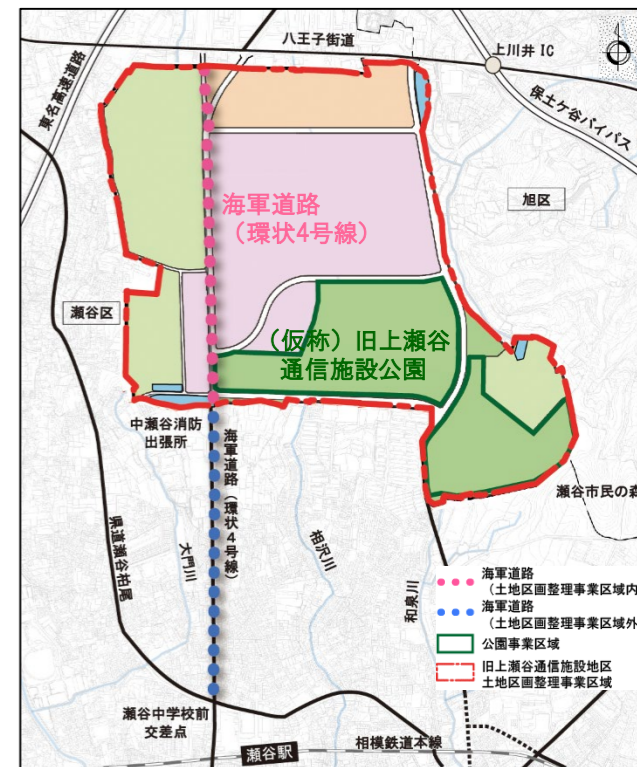 八王子街道
上川井 IC
東名高速道路
保土ケ谷バイパス
旭区
海軍道路
（環状4号線）
瀬谷区
（仮称）旧上瀬谷
通信施設公園
中瀬谷消防
出張所
海軍道路（環状4号線）
瀬谷市民の森
県道瀬谷柏尾
大門川
相沢川
和泉川
海軍道路
（土地区画整理事業区域内
海軍道路
（土地区画整理事業区域外
公園事業区域
旧上瀬谷通信施設地区
土地区画整理事業区域
瀬谷中学校前
交差点
瀬谷駅
相模鉄道本線